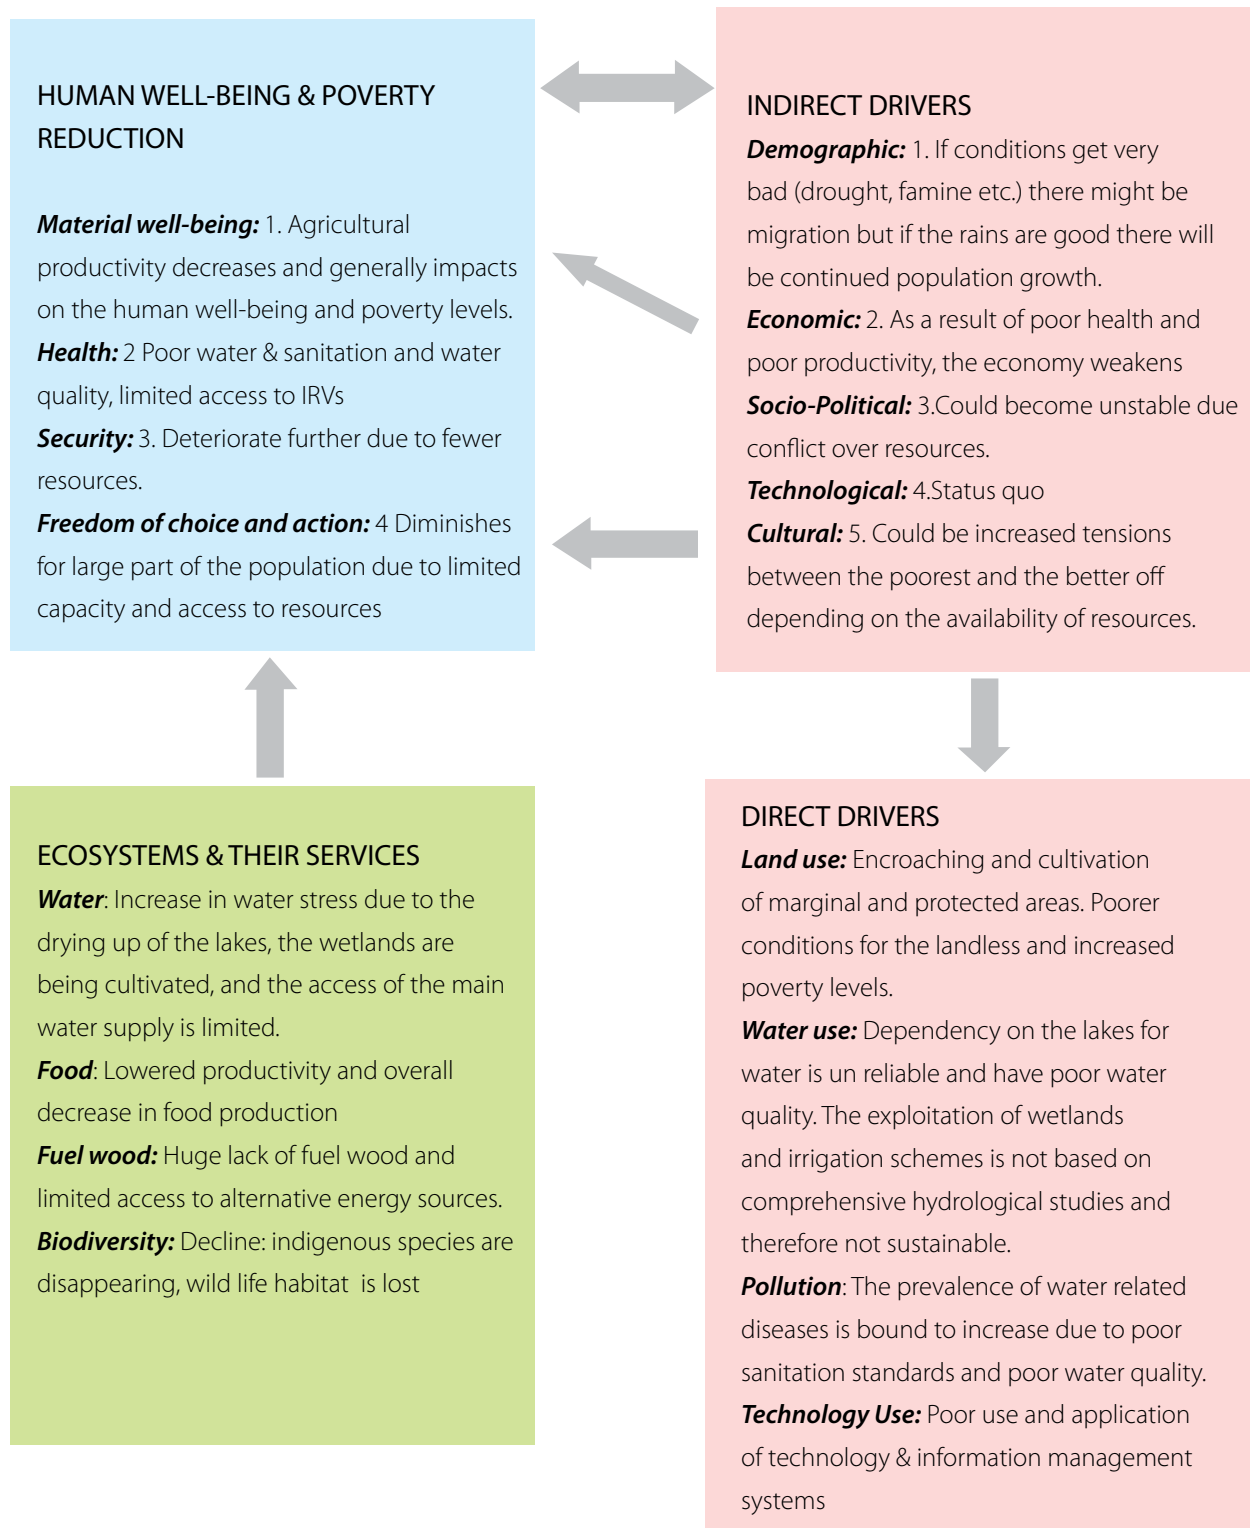 HUMAN WELL-BEING & POVERTY
REDUCTION
Material well-being: 1. Agricultural
productivity decreases and generally impacts
on the human well-being and poverty levels.
Health: 2 Poor water & sanitation and water
quality, limited access to IRVs
Security: 3. Deteriorate further due to fewer
resources.
Freedom of choice and action: 4 Diminishes
for large part of the population due to limited
capacity and access to resources
INDIRECT DRIVERS
Demographic: 1. If conditions get very
bad (drought, famine etc.) there might be
migration but if the rains are good there will
be continued population growth.
Economic: 2. As a result of poor health and
poor productivity, the economy weakens
Socio-Political: 3.Could become unstable due
conflict over resources.
Technological: 4.Status quo
Cultural: 5. Could be increased tensions
between the poorest and the better off
depending on the availability of resources.
ECOSYSTEMS & THEIR SERVICES
Water: Increase in water stress due to the
drying up of the lakes, the wetlands are
being cultivated, and the access of the main
water supply is limited.
Food: Lowered productivity and overall
decrease in food production
Fuel wood: Huge lack of fuel wood and
limited access to alternative energy sources.
Biodiversity: Decline: indigenous species are
disappearing, wild life habitat is lost
DIRECT DRIVERS
Land use: Encroaching and cultivation
of marginal and protected areas. Poorer
conditions for the landless and increased
poverty levels.
Water use: Dependency on the lakes for
water is un reliable and have poor water
quality. The exploitation of wetlands
and irrigation schemes is not based on
comprehensive hydrological studies and
therefore not sustainable.
Pollution: The prevalence of water related
diseases is bound to increase due to poor
sanitation standards and poor water quality.
Technology Use: Poor use and application
of technology & information management
systems